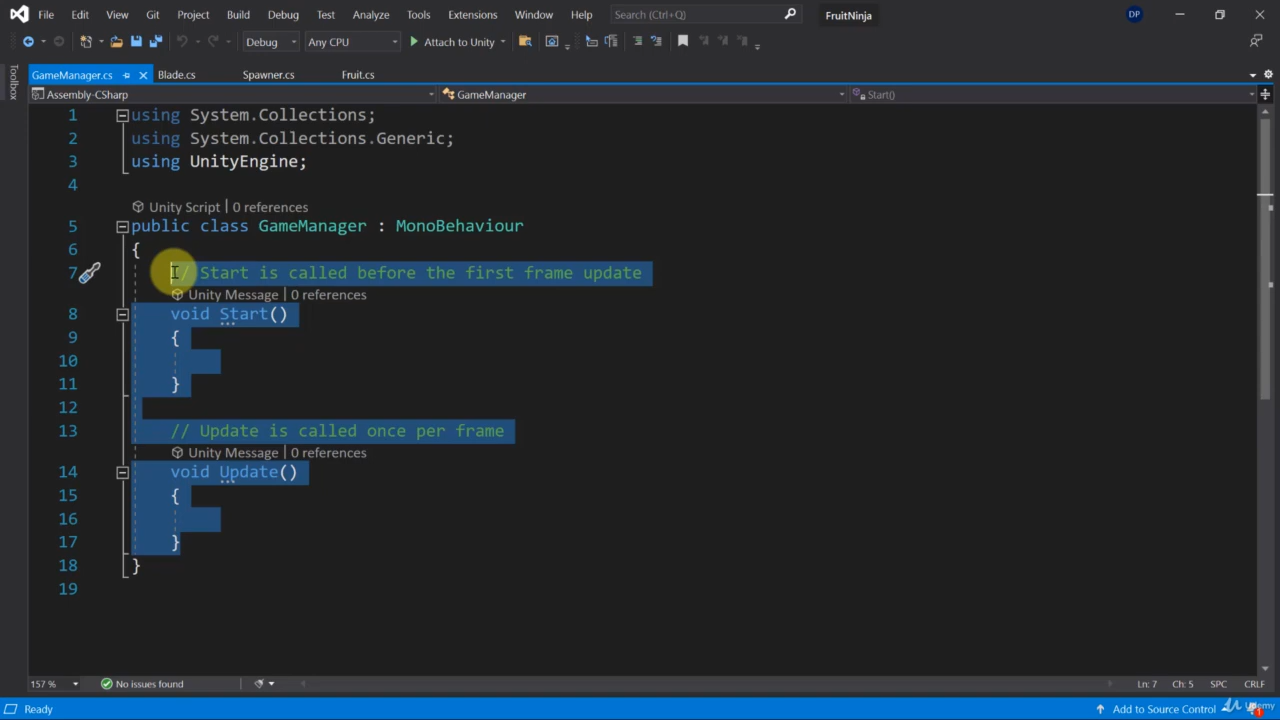 File Edit View Git Project Build Debug Test Analyze Tools Extensions Window Help Search (Ctrl+Q) FruitNinja DP
Debug Any CPU Attach to Unity
Toolbox
GameManager.cs Blade.cs Spawner.cs Fruit.cs
Assembly-CSharp GameManager Start()
1 using System.Collections;
2 using System.Collections.Generic;
3 using UnityEngine;
4
Unity Script | 0 references
5 public class GameManager : MonoBehaviour
6 {
7 // Start is called before the first frame update
Unity Message | 0 references
8 void Start()
9 {
10
11 }
12
13 // Update is called once per frame
Unity Message | 0 references
14 void Update()
15 {
16
17 }
18 }
19
157 % No issues found Ln: 7 Ch: 5 SPC CRLF
Ready Add to Source Control Udemy 1